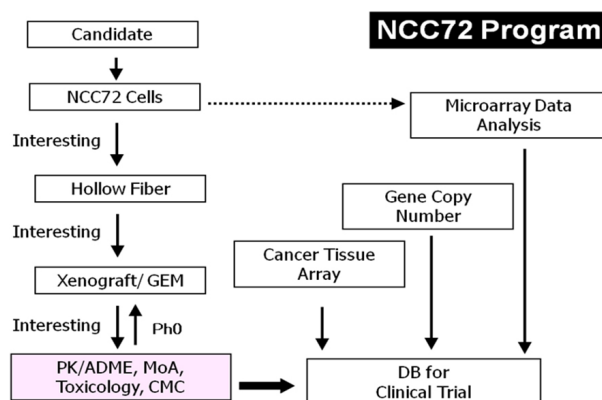 NCC72 Program
Candidate
NCC72 Cells
Microarray Data
Analysis
Interesting
Hollow Fiber
Gene Copy
Number
Interesting
Cancer Tissue
Array
Xenograft/ GEM
Interesting
Ph0
PK/ADME, MoA,
Toxicology, CMC
DB for
Clinical Trial